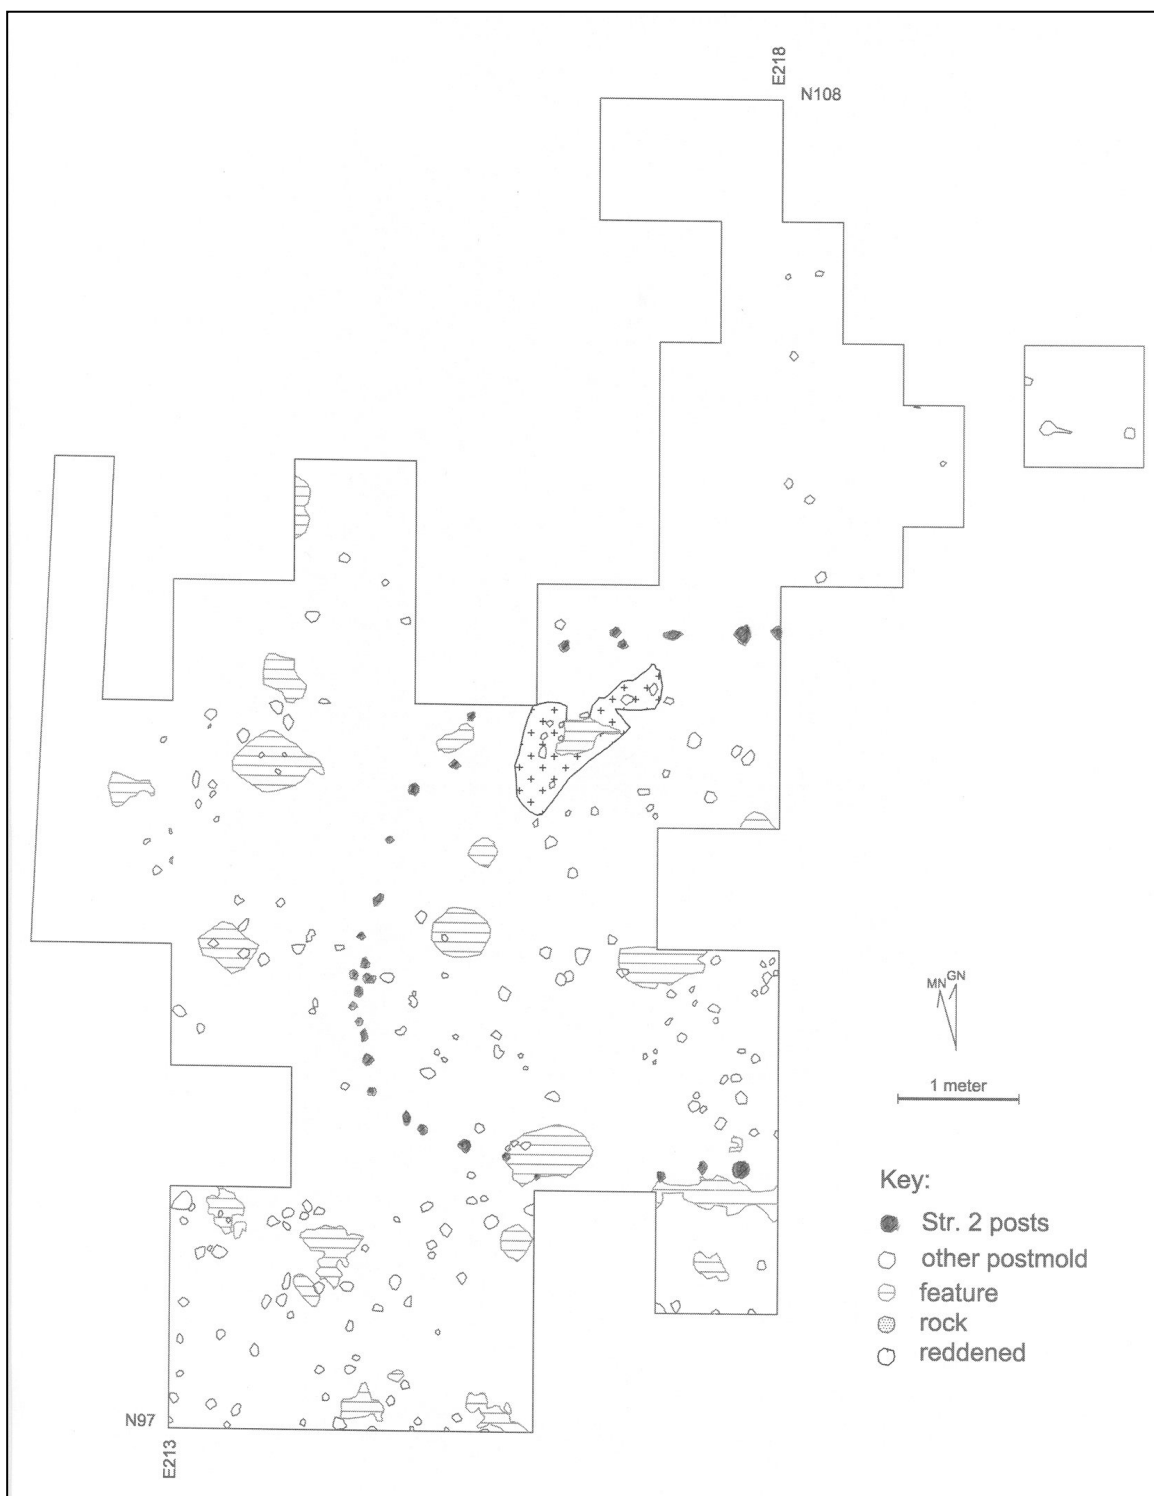 E218
N108
MN GN
1 meter
Key:
Str. 2 posts
other postmold
feature
rock
reddened
N97
E213